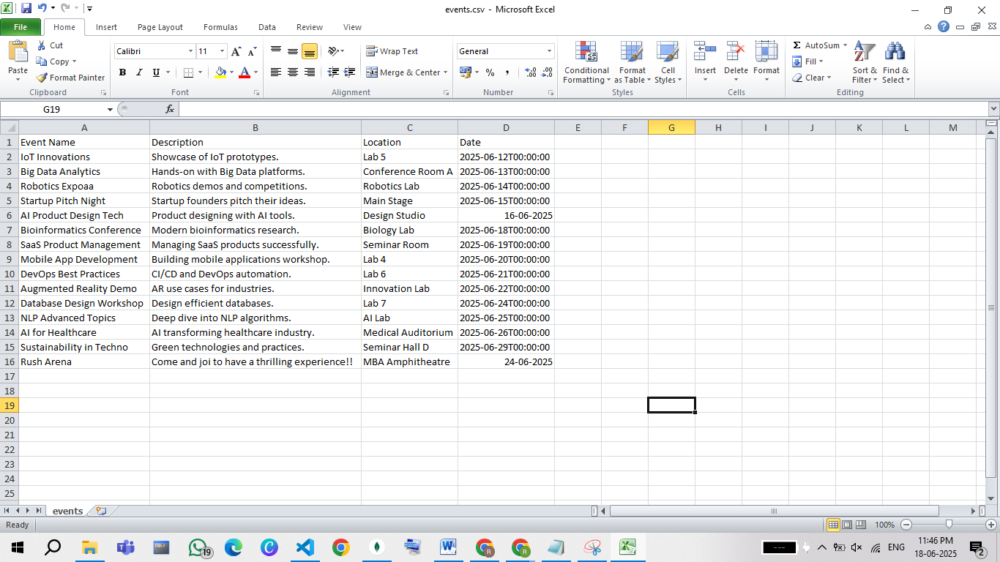 events.csv - Microsoft Excel
File Home Insert Page Layout Formulas Data Review View
Paste Cut Copy Format Painter Clipboard
Calibri 11 A A B I U A Font
Wrap Text Merge & Center Alignment
General % , Number
Conditional Formatting Format as Table Cell Styles Styles
Insert Delete Format Cells
Σ AutoSum Fill Clear Sort & Filter Find & Select Editing
G19 fx
A B C D E F G H I J K L M
1 Event Name Description Location Date
2 IoT Innovations Showcase of IoT prototypes. Lab 5 2025-06-12T00:00:00
3 Big Data Analytics Hands-on with Big Data platforms. Conference Room A 2025-06-13T00:00:00
4 Robotics Expoaa Robotics demos and competitions. Robotics Lab 2025-06-14T00:00:00
5 Startup Pitch Night Startup founders pitch their ideas. Main Stage 2025-06-15T00:00:00
6 AI Product Design Tech Product designing with AI tools. Design Studio 16-06-2025
7 Bioinformatics Conference Modern bioinformatics research. Biology Lab 2025-06-18T00:00:00
8 SaaS Product Management Managing SaaS products successfully. Seminar Room 2025-06-19T00:00:00
9 Mobile App Development Building mobile applications workshop. Lab 4 2025-06-20T00:00:00
10 DevOps Best Practices CI/CD and DevOps automation. Lab 6 2025-06-21T00:00:00
11 Augmented Reality Demo AR use cases for industries. Innovation Lab 2025-06-22T00:00:00
12 Database Design Workshop Design efficient databases. Lab 7 2025-06-24T00:00:00
13 NLP Advanced Topics Deep dive into NLP algorithms. AI Lab 2025-06-25T00:00:00
14 AI for Healthcare AI transforming healthcare industry. Medical Auditorium 2025-06-26T00:00:00
15 Sustainability in Techno Green technologies and practices. Seminar Hall D 2025-06-29T00:00:00
16 Rush Arena Come and joi to have a thrilling experience!! MBA Amphitheatre 24-06-2025
17
18
19
20
21
22
23
24
25
events
Ready 100%
19 ENG 11:46 PM
18-06-2025 2